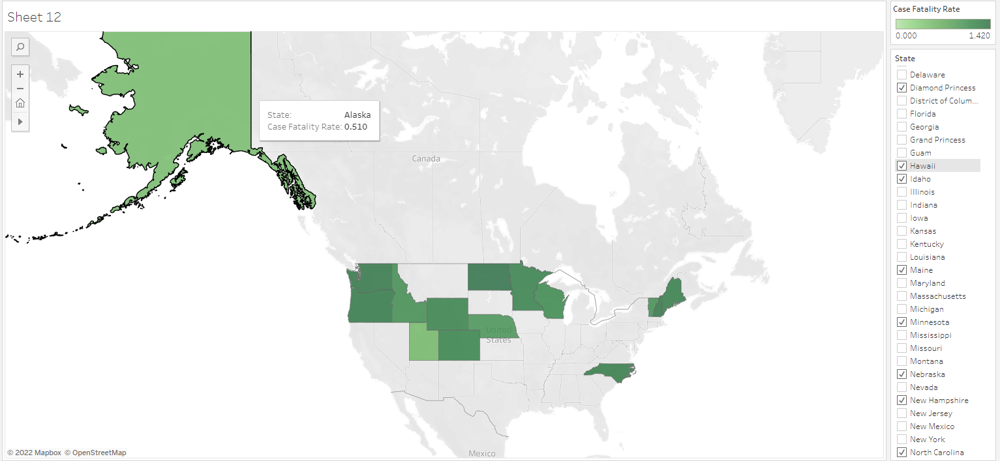 Sheet 12
State: Alaska
Case Fatality Rate: 0.510
Canada
United
States
Mexico
© 2022 Mapbox © OpenStreetMap
Case Fatality Rate
0.000 1.420
State
Delaware
Diamond Princess
District of Colum...
Florida
Georgia
Grand Princess
Guam
Hawaii
Idaho
Illinois
Indiana
Iowa
Kansas
Kentucky
Louisiana
Maine
Maryland
Massachusetts
Michigan
Minnesota
Mississippi
Missouri
Montana
Nebraska
Nevada
New Hampshire
New Jersey
New Mexico
New York
North Carolina